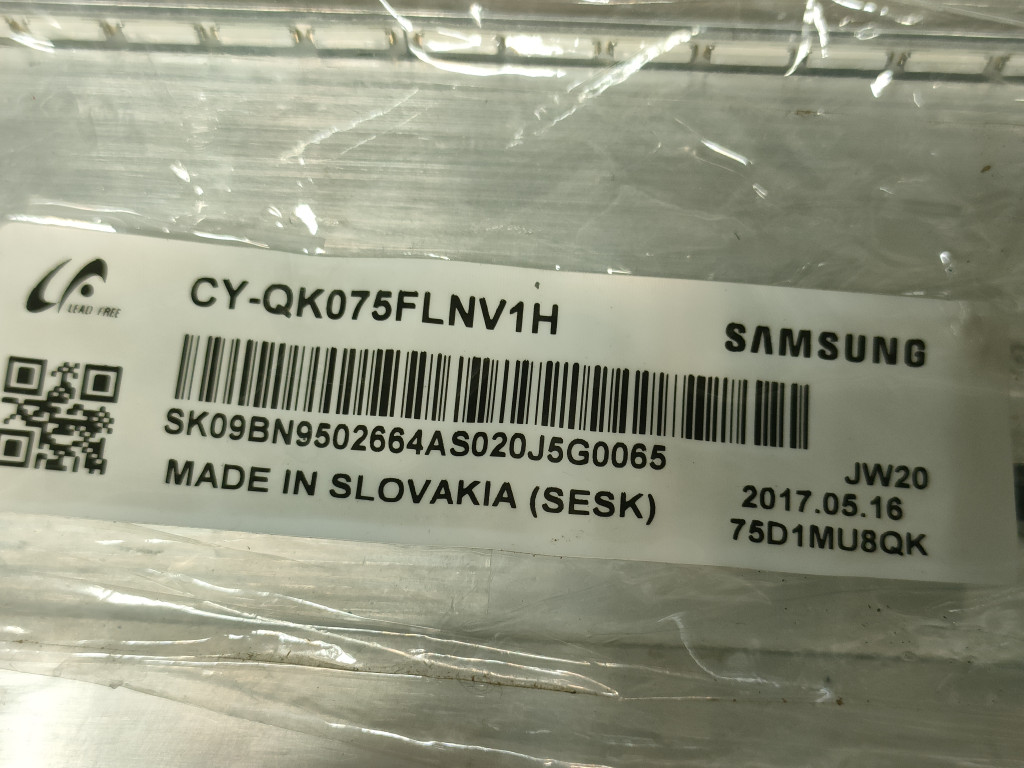 LEAD FREE
CY-QK075FLNV1H
SAMSUNG
SK09BN9502664AS020J5G0065
MADE IN SLOVAKIA (SESK)
JW20
2017.05.16
75D1MU8QK